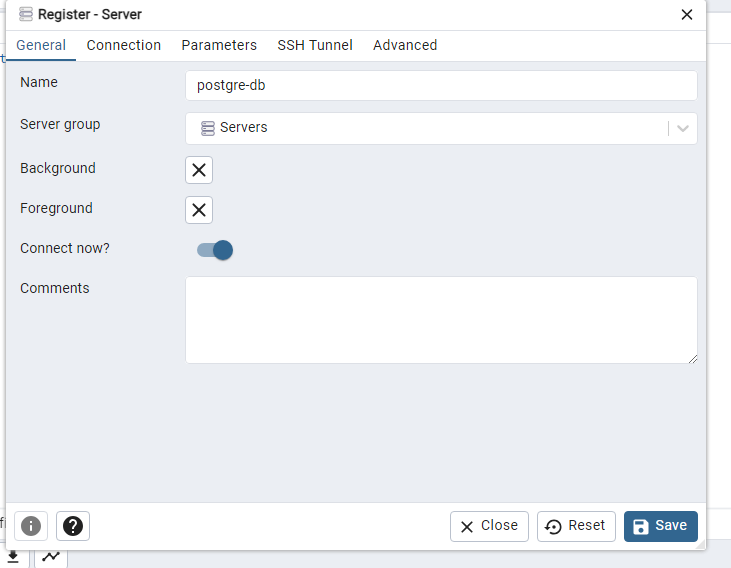 Register - Server
General Connection Parameters SSH Tunnel Advanced
Name postgre-db
Server group Servers
Background
Foreground
Connect now?
Comments
Close Reset Save